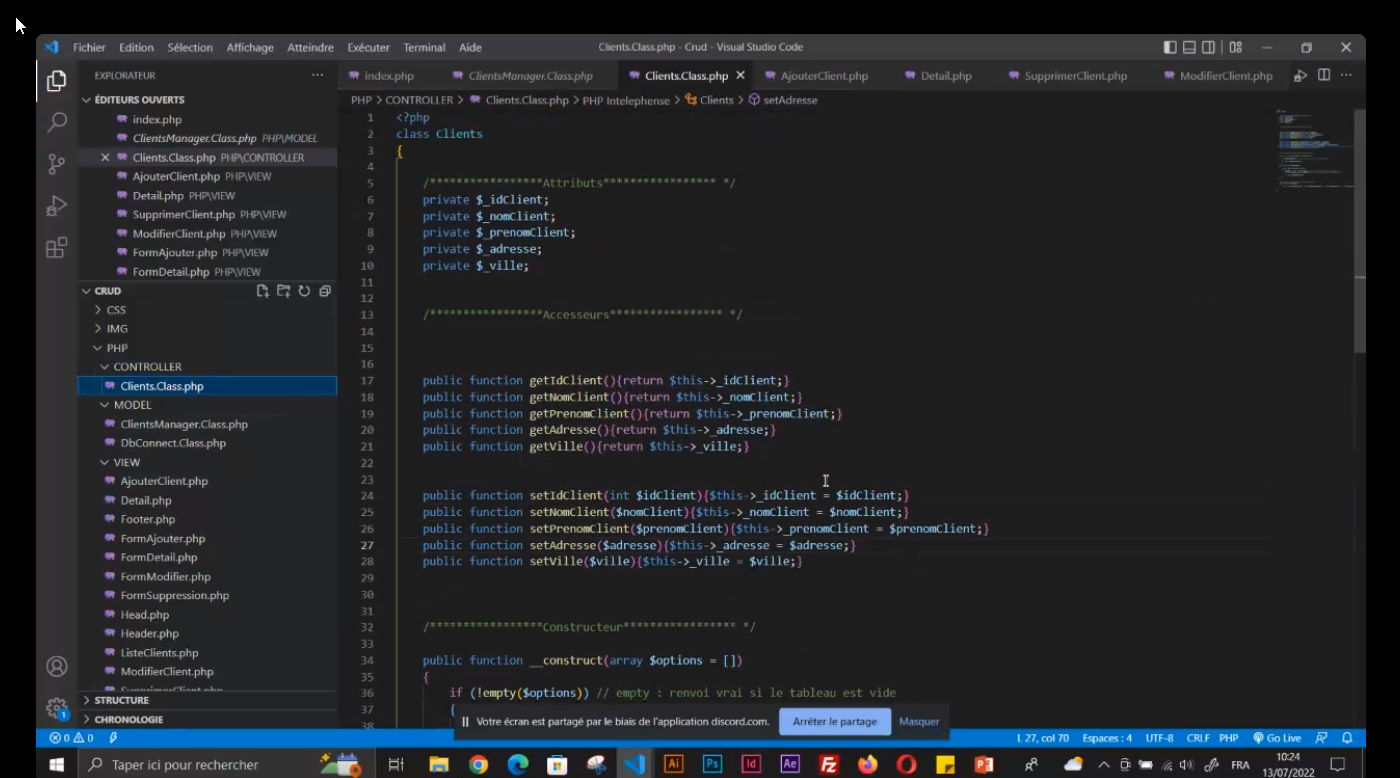 Fichier Edition Sélection Affichage Atteindre Exécuter Terminal Aide Clients.Class.php - Crud - Visual Studio Code
EXPLORATEUR
index.php ClientsManager.Class.php Clients.Class.php AjouterClient.php Detail.php SupprimerClient.php ModifierClient.php
ÉDITEURS OUVERTS
index.php
ClientsManager.Class.php PHP\MODEL
Clients.Class.php PHP\CONTROLLER
AjouterClient.php PHP\VIEW
Detail.php PHP\VIEW
SupprimerClient.php PHP\VIEW
ModifierClient.php PHP\VIEW
FormAjouter.php PHP\VIEW
FormDetail.php PHP\VIEW
CRUD
CSS
IMG
PHP
CONTROLLER
Clients.Class.php
MODEL
ClientsManager.Class.php
DbConnect.Class.php
VIEW
AjouterClient.php
Detail.php
Footer.php
FormAjouter.php
FormDetail.php
FormModifier.php
FormSuppression.php
Head.php
Header.php
ListeClients.php
ModifierClient.php
SupprimerClient.php
STRUCTURE
CHRONOLOGIE
PHP > CONTROLLER > Clients.Class.php > PHP Intelephense > Clients > setAdresse
1 <?php
2 class Clients
3 {
4
5 /*****************Attributs***************** */
6 private $_idClient;
7 private $_nomClient;
8 private $_prenomClient;
9 private $_adresse;
10 private $_ville;
11
12
13 /*****************Accesseurs***************** */
14
15
16
17 public function getIdClient(){return $this->_idClient;}
18 public function getNomClient(){return $this->_nomClient;}
19 public function getPrenomClient(){return $this->_prenomClient;}
20 public function getAdresse(){return $this->_adresse;}
21 public function getVille(){return $this->_ville;}
22
23
24 public function setIdClient(int $idClient){$this->_idClient = $idClient;}
25 public function setNomClient($nomClient){$this->_nomClient = $nomClient;}
26 public function setPrenomClient($prenomClient){$this->_prenomClient = $prenomClient;}
27 public function setAdresse($adresse){$this->_adresse = $adresse;}
28 public function setVille($ville){$this->_ville = $ville;}
29
30
31
32 /*****************Constructeur***************** */
33
34 public function __construct(array $options = [])
35 {
36 if (!empty($options)) // empty : renvoi vrai si le tableau est vide
37 {
38
Votre écran est partagé par le biais de l'application discord.com. Arrêter le partage Masquer
0 0 L 27, col 70 Espaces : 4 UTF-8 CRLF PHP Go Live
Taper ici pour rechercher
Ai Ps Id Ae Fz
FRA
10:24
13/07/2022